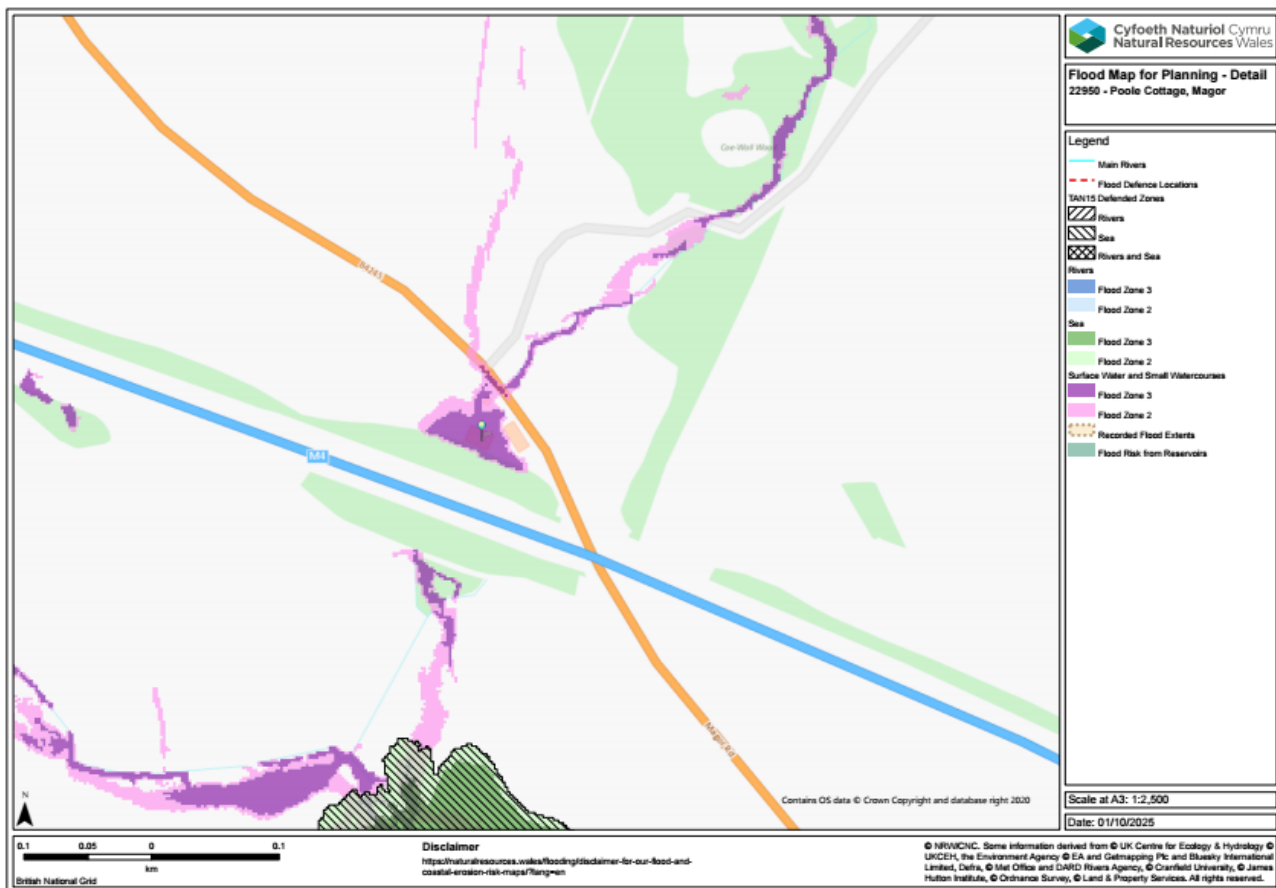 Cyfoeth Naturiol Cymru
Natural Resources Wales
Flood Map for Planning - Detail
22950 - Poole Cottage, Magor
Legend
Main Rivers
Flood Defence Locations
TAN15 Defended Zones
Rivers
Sea
Rivers and Sea
Rivers
Flood Zone 3
Flood Zone 2
Sea
Flood Zone 3
Flood Zone 2
Surface Water and Small Watercourses
Flood Zone 3
Flood Zone 2
Recorded Flood Extents
Flood Risk from Reservoirs
Coe-Wall Wood
B4245
M4
Magor Rd
N
Contains OS data © Crown Copyright and database right 2020
Scale at A3: 1:2,500
Date: 01/10/2025
0.1 0.05 0 0.1
km
British National Grid
Disclaimer
https://naturalresources.wales/flooding/disclaimer-for-our-flood-and-
coastal-erosion-risk-maps/?lang=en
© NRW/CNC. Some information derived from © UK Centre for Ecology & Hydrology ©
UKCEH, the Environment Agency © EA and Getmapping Plc and Bluesky International
Limited, Defra, © Met Office and DARD Rivers Agency, © Cranfield University, © James
Hutton Institute, © Ordnance Survey, © Land & Property Services. All rights reserved.